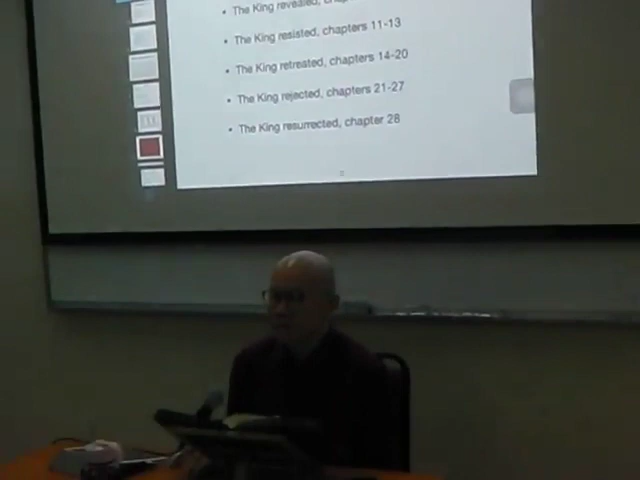 • The King revealed,
• The King resisted, chapters 11-13
• The King retreated, chapters 14-20
• The King rejected, chapters 21-27
• The King resurrected, chapter 28